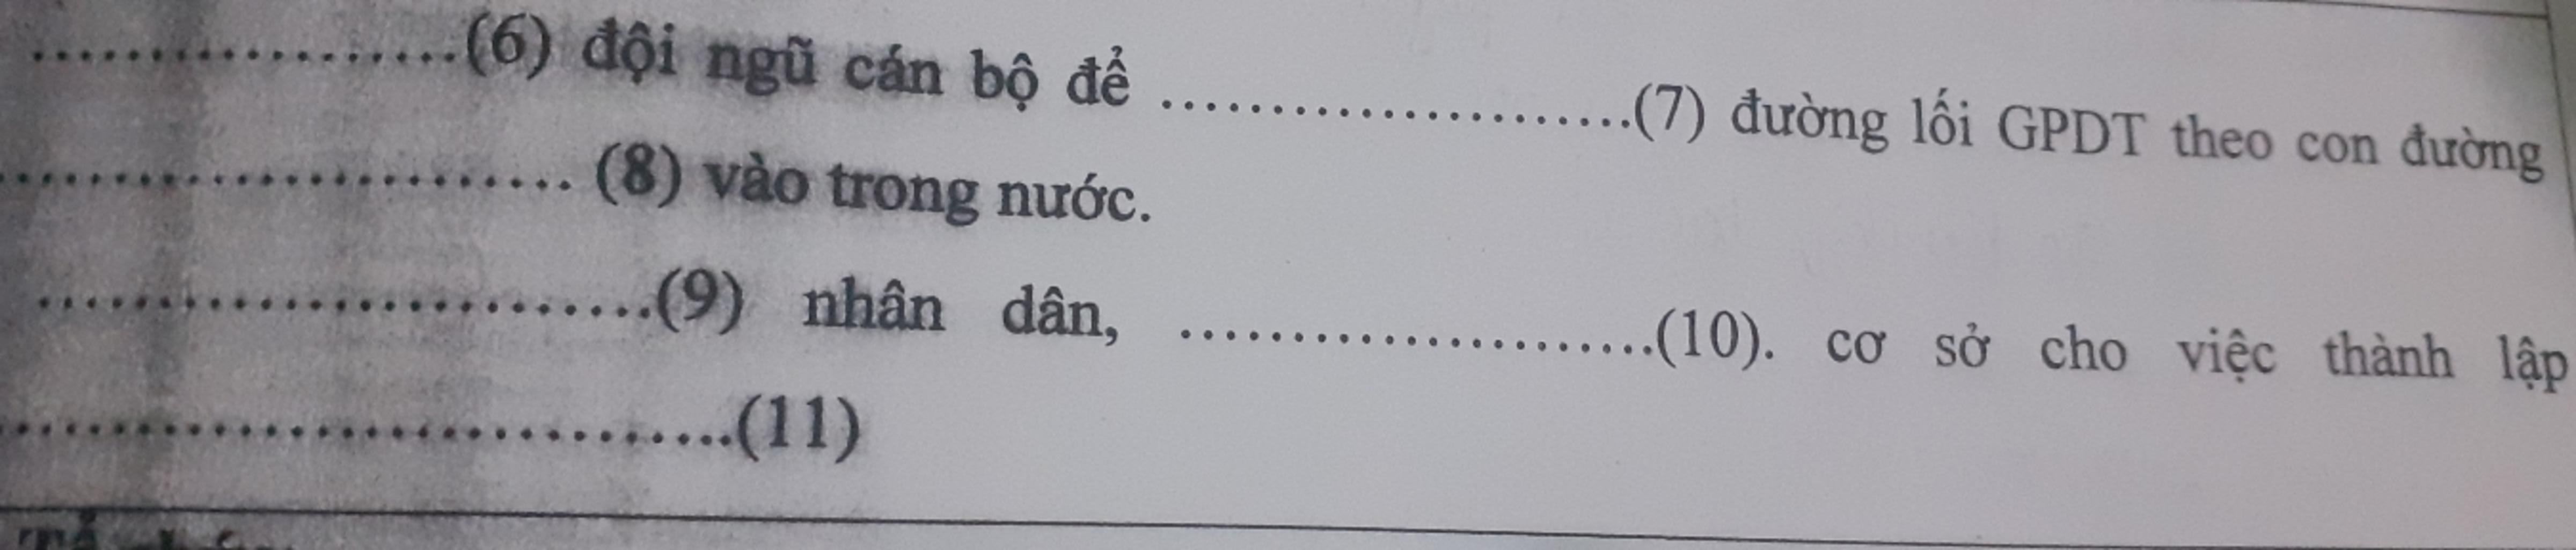 ...................(6) đội ngũ cán bộ để .......................(7) đường lối GPDT theo con đường
........................... (8) vào trong nước.
............................(9) nhân dân, ........................(10). cơ sở cho việc thành lập
.................................(11)